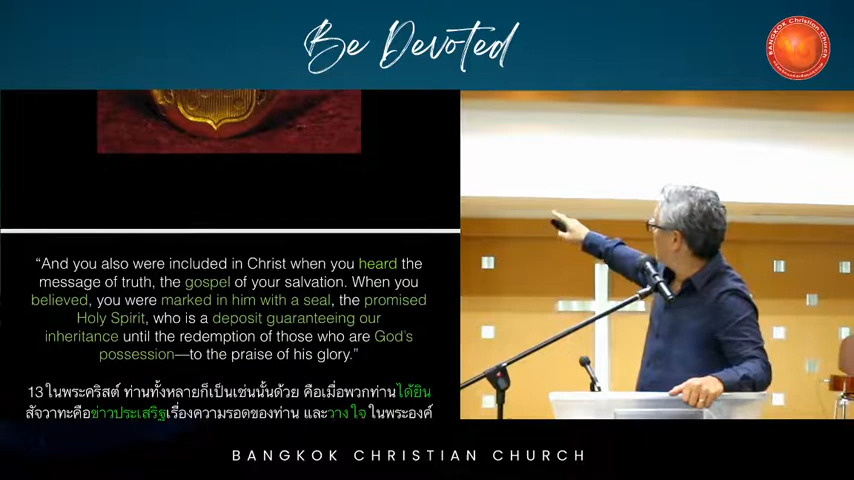 Be Devoted
BANGKOK Christian Church
“And you also were included in Christ when you heard the
message of truth, the gospel of your salvation. When you
believed, you were marked in him with a seal, the promised
Holy Spirit, who is a deposit guaranteeing our
inheritance until the redemption of those who are God's
possession—to the praise of his glory.”
13 ในพระคริสต์ ท่านทั้งหลายก็เป็นเช่นนั้นด้วย คือเมื่อพวกท่านได้ยิน
สัจวาทะคือข่าวประเสริฐเรื่องความรอดของท่าน และวางใจ ในพระองค์
BANGKOK CHRISTIAN CHURCH